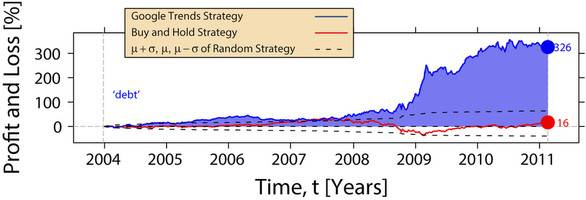 Google Trends Strategy
Buy and Hold Strategy
μ + σ, μ, μ − σ of Random Strategy
Profit and Loss [%]
300
200
100
0
'debt'
326
16
2004 2005 2006 2007 2008 2009 2010 2011
Time, t [Years]